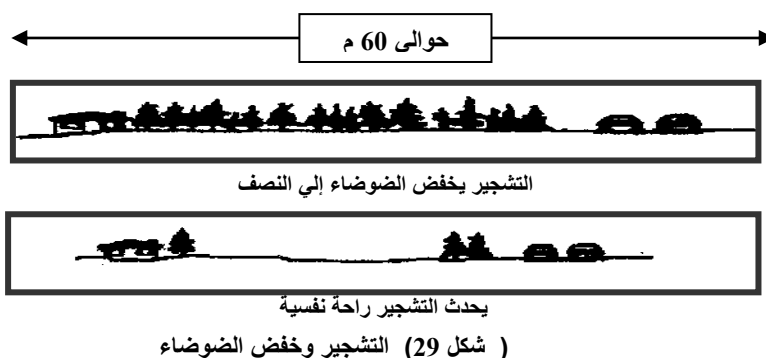 حوالى 60 م
التشجير يخفض الضوضاء إلي النصف
يحدث التشجير راحة نفسية
( شكل 29) التشجير وخفض الضوضاء